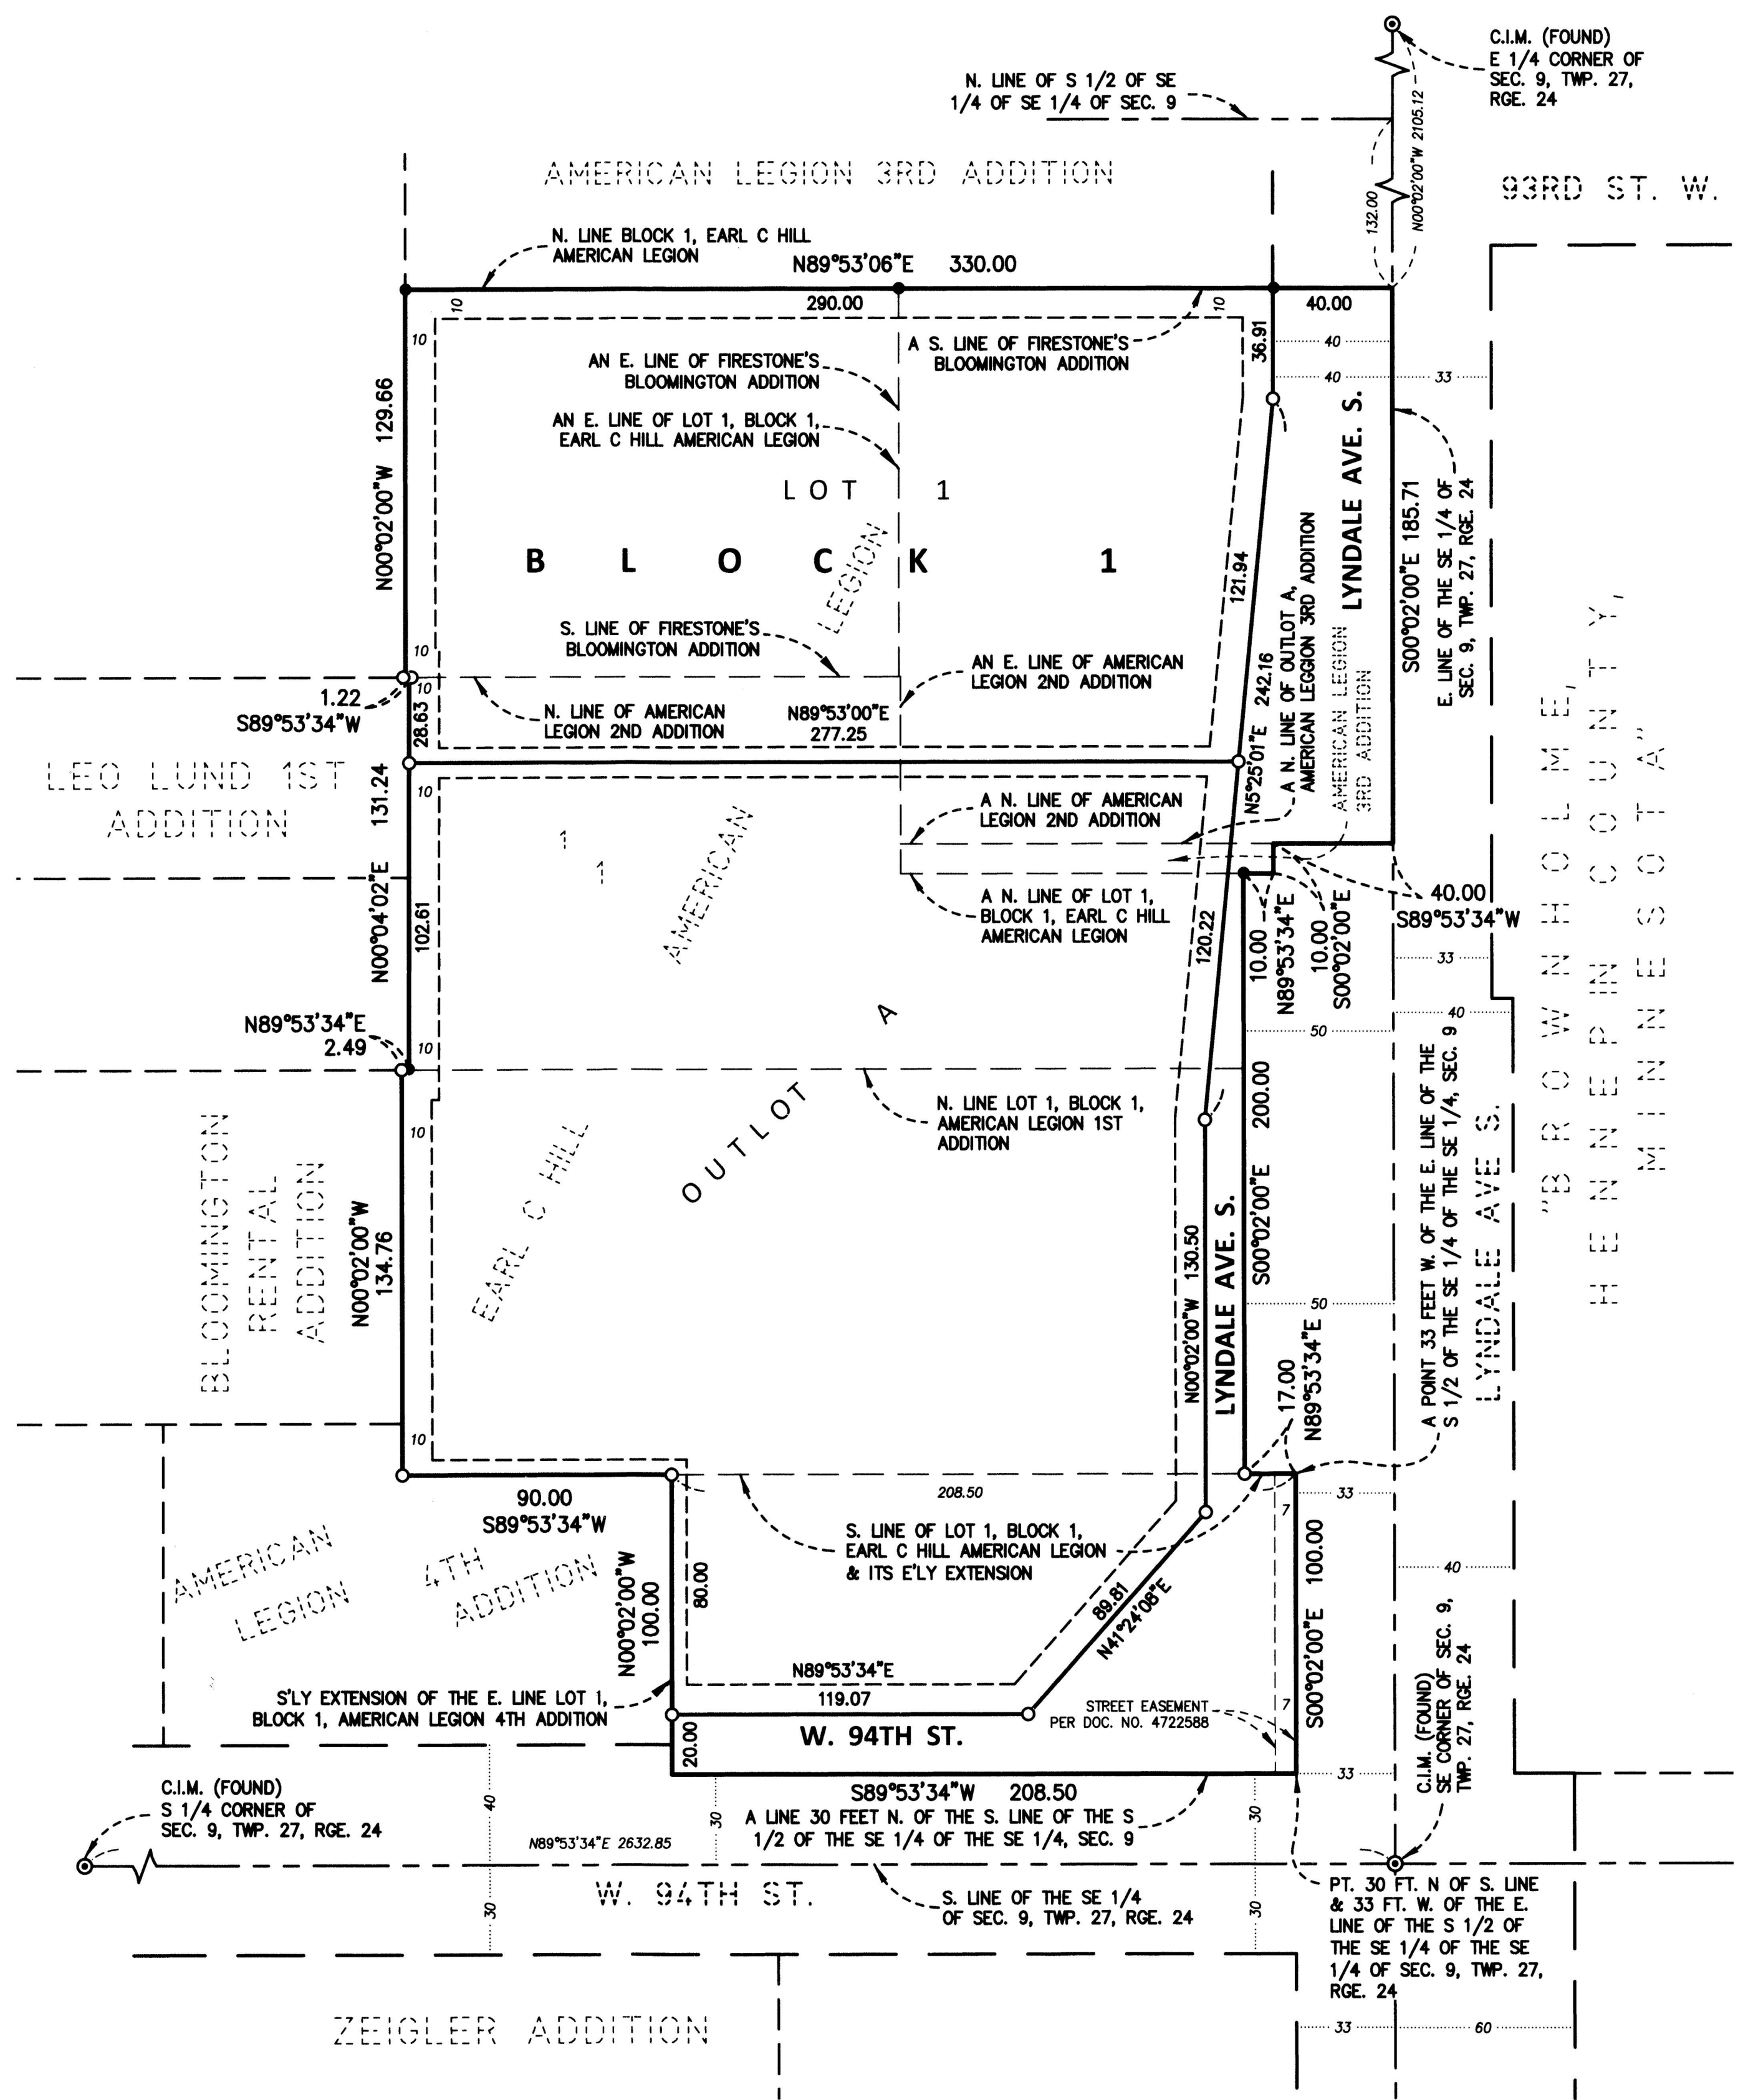 C.I.M. (FOUND)
E 1/4 CORNER OF
SEC. 9, TWP. 27,
RGE. 24
N. LINE OF S 1/2 OF SE
1/4 OF SE 1/4 OF SEC. 9
N00°02'00"W 2105.12
132.00
AMERICAN LEGION 3RD ADDITION
93RD ST. W.
N. LINE BLOCK 1, EARL C HILL
AMERICAN LEGION
N89°53'06"E 330.00
290.00
40.00
10
10
10
36.91
40
40
33
A S. LINE OF FIRESTONE'S
BLOOMINGTON ADDITION
AN E. LINE OF FIRESTONE'S
BLOOMINGTON ADDITION
AN E. LINE OF LOT 1, BLOCK 1,
EARL C HILL AMERICAN LEGION
N00°02'00"W 129.66
LOT 1
BLOCK 1
LEGION
121.94
LYNDALE AVE. S.
S00°02'00"E 185.71
E. LINE OF THE SE 1/4 OF
SEC. 9, TWP. 27, RGE. 24
A N. LINE OF OUTLOT A,
AMERICAN LEGGION 3RD ADDITION
AMERICAN LEGION
3RD ADDITION
S. LINE OF FIRESTONE'S
BLOOMINGTON ADDITION
10
10
1.22
S89°53'34"W
28.63
AN E. LINE OF AMERICAN
LEGION 2ND ADDITION
N. LINE OF AMERICAN
LEGION 2ND ADDITION
N89°53'00"E
277.25
N5°25'01"E 242.16
LEO LUND 1ST
ADDITION
N00°04'02"E 131.24
10
102.61
1
1
AMERICAN
A N. LINE OF AMERICAN
LEGION 2ND ADDITION
A N. LINE OF LOT 1,
BLOCK 1, EARL C HILL
AMERICAN LEGION
120.22
10.00
N89°53'34"E
10.00
S00°02'00"E
40.00
S89°53'34"W
33
40
50
"BROWNHOLME,
HENNEPIN COUNTY,
MINNESOTA"
N89°53'34"E
2.49
10
10
OUTLOT A
N. LINE LOT 1, BLOCK 1,
AMERICAN LEGION 1ST
ADDITION
S00°02'00"E 200.00
A POINT 33 FEET W. OF THE E. LINE OF THE
S 1/2 OF THE SE 1/4 OF THE SE 1/4, SEC. 9
LYNDALE AVE S.
BLOOMINGTON
RENTAL
ADDITION
N00°02'00"W
134.76
EARL C HILL
N00°02'00"W 130.50
LYNDALE AVE. S.
50
17.00
N89°53'34"E
10
90.00
S89°53'34"W
208.50
33
7
40
S. LINE OF LOT 1, BLOCK 1,
EARL C HILL AMERICAN LEGION
& ITS E'LY EXTENSION
AMERICAN
LEGION
4TH
ADDITION
N00°02'00"W
100.00
80.00
89.81
N41°24'08"E
S00°02'00"E 100.00
C.I.M. (FOUND)
SE CORNER OF SEC. 9,
TWP. 27, RGE. 24
N89°53'34"E
119.07
S'LY EXTENSION OF THE E. LINE LOT 1,
BLOCK 1, AMERICAN LEGION 4TH ADDITION
STREET EASEMENT
PER DOC. NO. 4722588
7
20.00
W. 94TH ST.
33
S89°53'34"W 208.50
A LINE 30 FEET N. OF THE S. LINE OF THE S
1/2 OF THE SE 1/4 OF THE SE 1/4, SEC. 9
C.I.M. (FOUND)
S 1/4 CORNER OF
SEC. 9, TWP. 27, RGE. 24
40
30
30
N89°53'34"E 2632.85
W. 94TH ST.
S. LINE OF THE SE 1/4
OF SEC. 9, TWP. 27, RGE. 24
30
30
PT. 30 FT. N OF S. LINE
& 33 FT. W. OF THE E.
LINE OF THE S 1/2 OF
THE SE 1/4 OF THE SE
1/4 OF SEC. 9, TWP. 27,
RGE. 24
ZEIGLER ADDITION
33
60